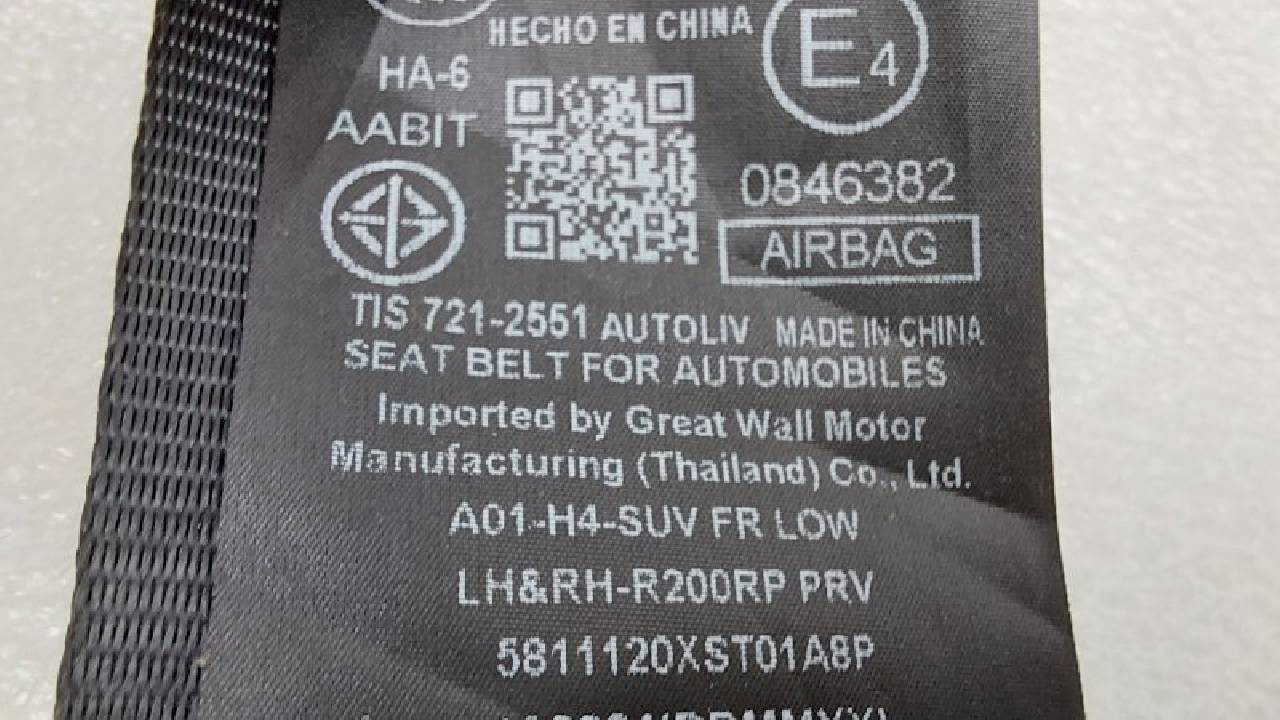 HECHO EN CHINA
E4
HA-6
AABIT
0846382
AIRBAG
TIS 721-2551 AUTOLIV MADE IN CHINA
SEAT BELT FOR AUTOMOBILES
Imported by Great Wall Motor
Manufacturing (Thailand) Co., Ltd.
A01-H4-SUV FR LOW
LH&RH-R200RP PRV
5811120XST01A8P